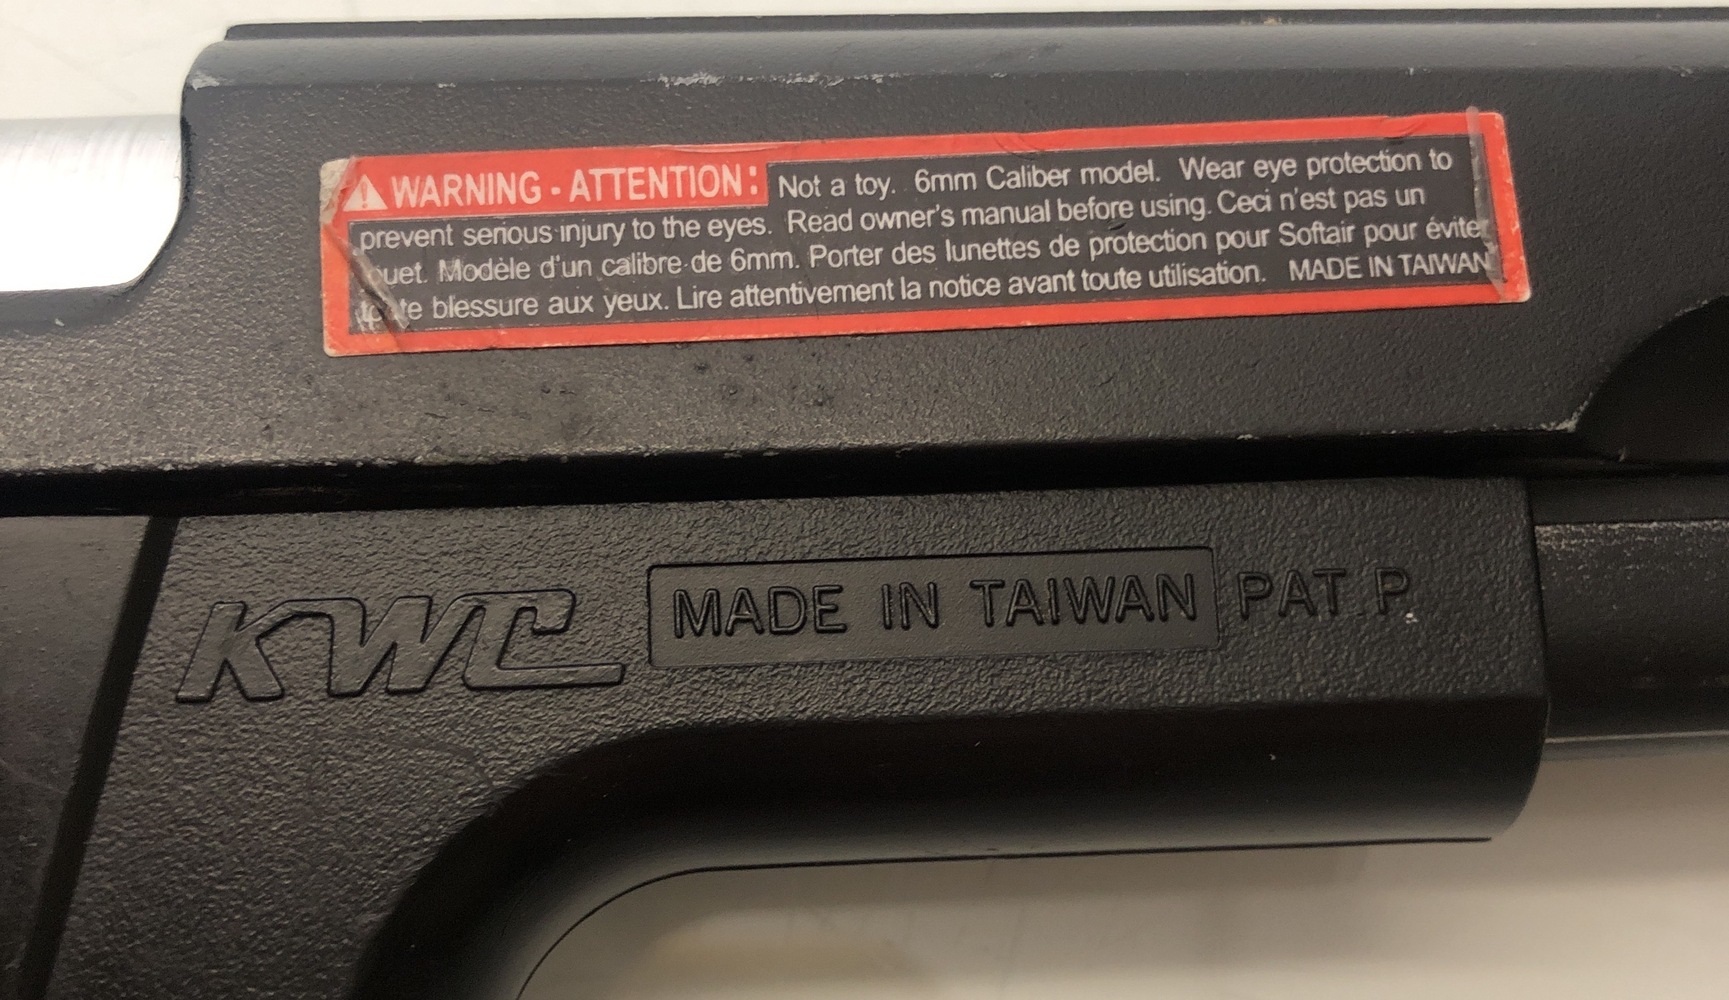 WARNING - ATTENTION: Not a toy. 6mm Caliber model. Wear eye protection to
prevent serious injury to the eyes. Read owner's manual before using. Ceci n'est pas un
jouet. Modèle d'un calibre de 6mm. Porter des lunettes de protection pour Softair pour éviter
toute blessure aux yeux. Lire attentivement la notice avant toute utilisation. MADE IN TAIWAN
KWC MADE IN TAIWAN PAT P.